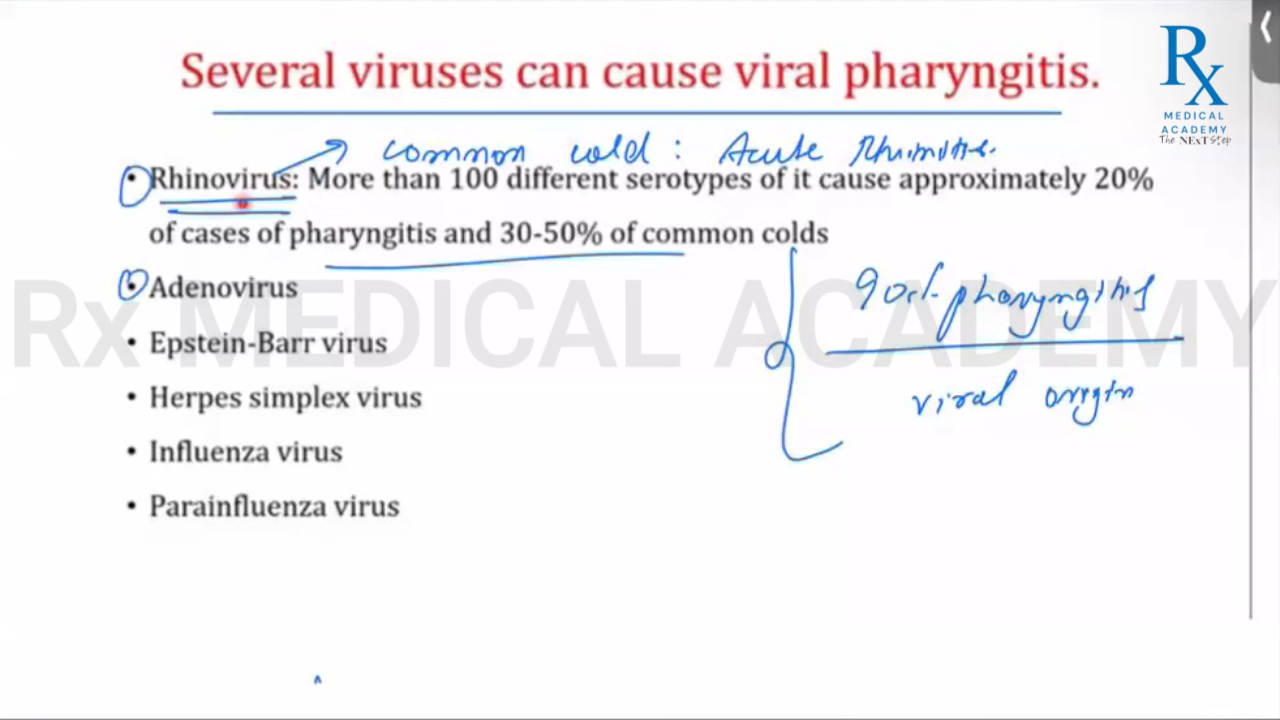 Several viruses can cause viral pharyngitis.
Rx
MEDICAL
ACADEMY
The NEXT Step
common cold : Acute Rhinitis.
• Rhinovirus: More than 100 different serotypes of it cause approximately 20%
of cases of pharyngitis and 30-50% of common colds
• Adenovirus
90% pharyngitis
Rx MEDICAL ACADEMY
• Epstein-Barr virus
viral origin
• Herpes simplex virus
• Influenza virus
• Parainfluenza virus